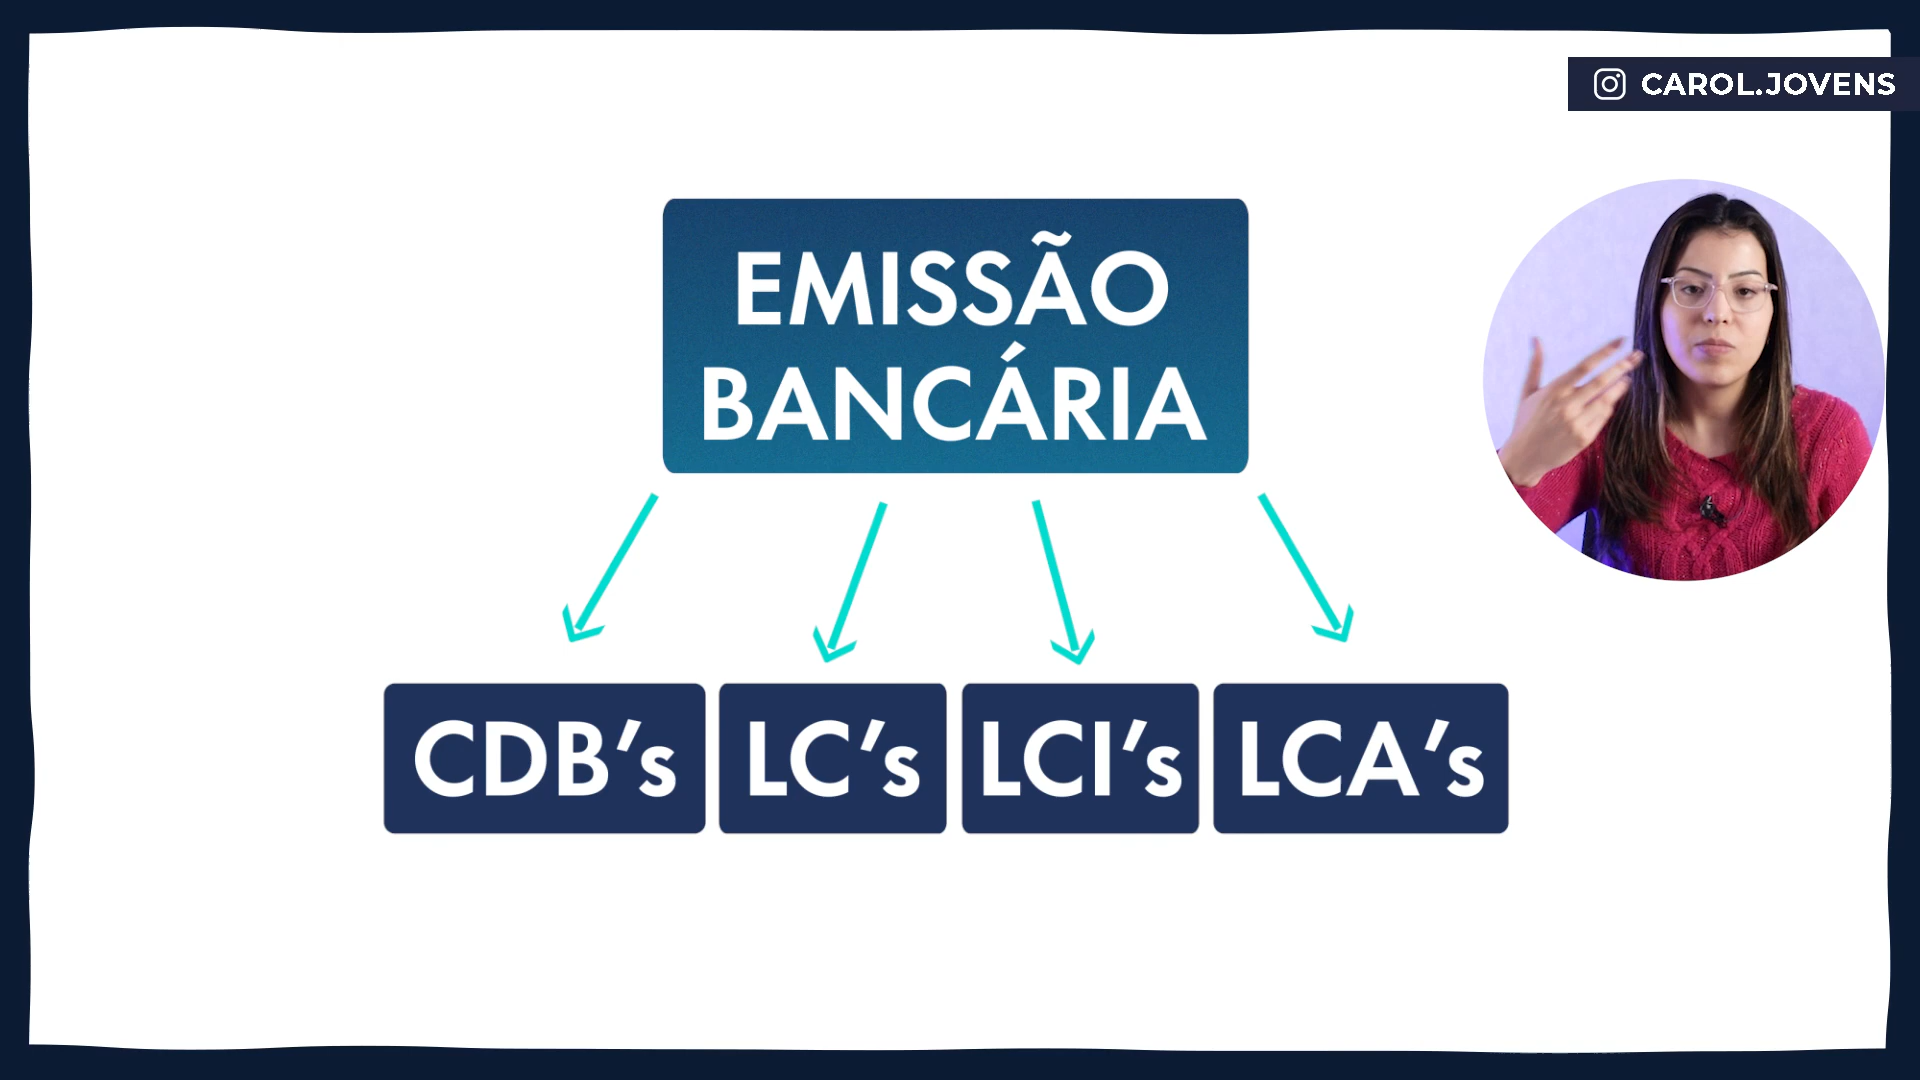 CAROL.JOVENS
EMISSÃO
BANCÁRIA
CDB’s
LC’s
LCI’s
LCA’s